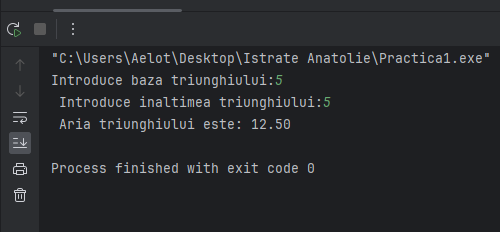 "C:\Users\Aelot\Desktop\Istrate Anatolie\Practica1.exe"
Introduce baza triunghiului:5
Introduce inaltimea triunghiului:5
Aria triunghiului este: 12.50
Process finished with exit code 0